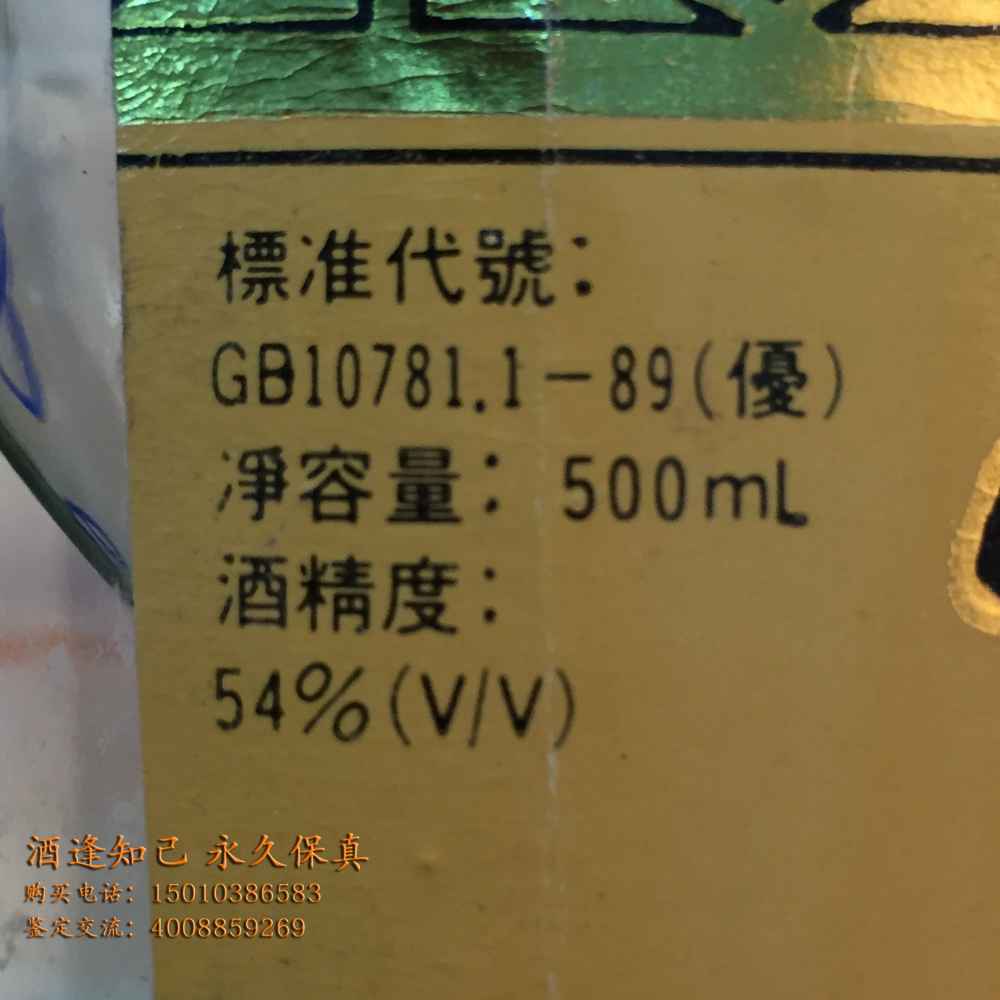 標准代號：
GB10781.1－89(優)
凈容量：500mL
酒精度：
54%(V/V)
酒逢知己 永久保真
购买电话：15010386583
鉴定交流：4008859269